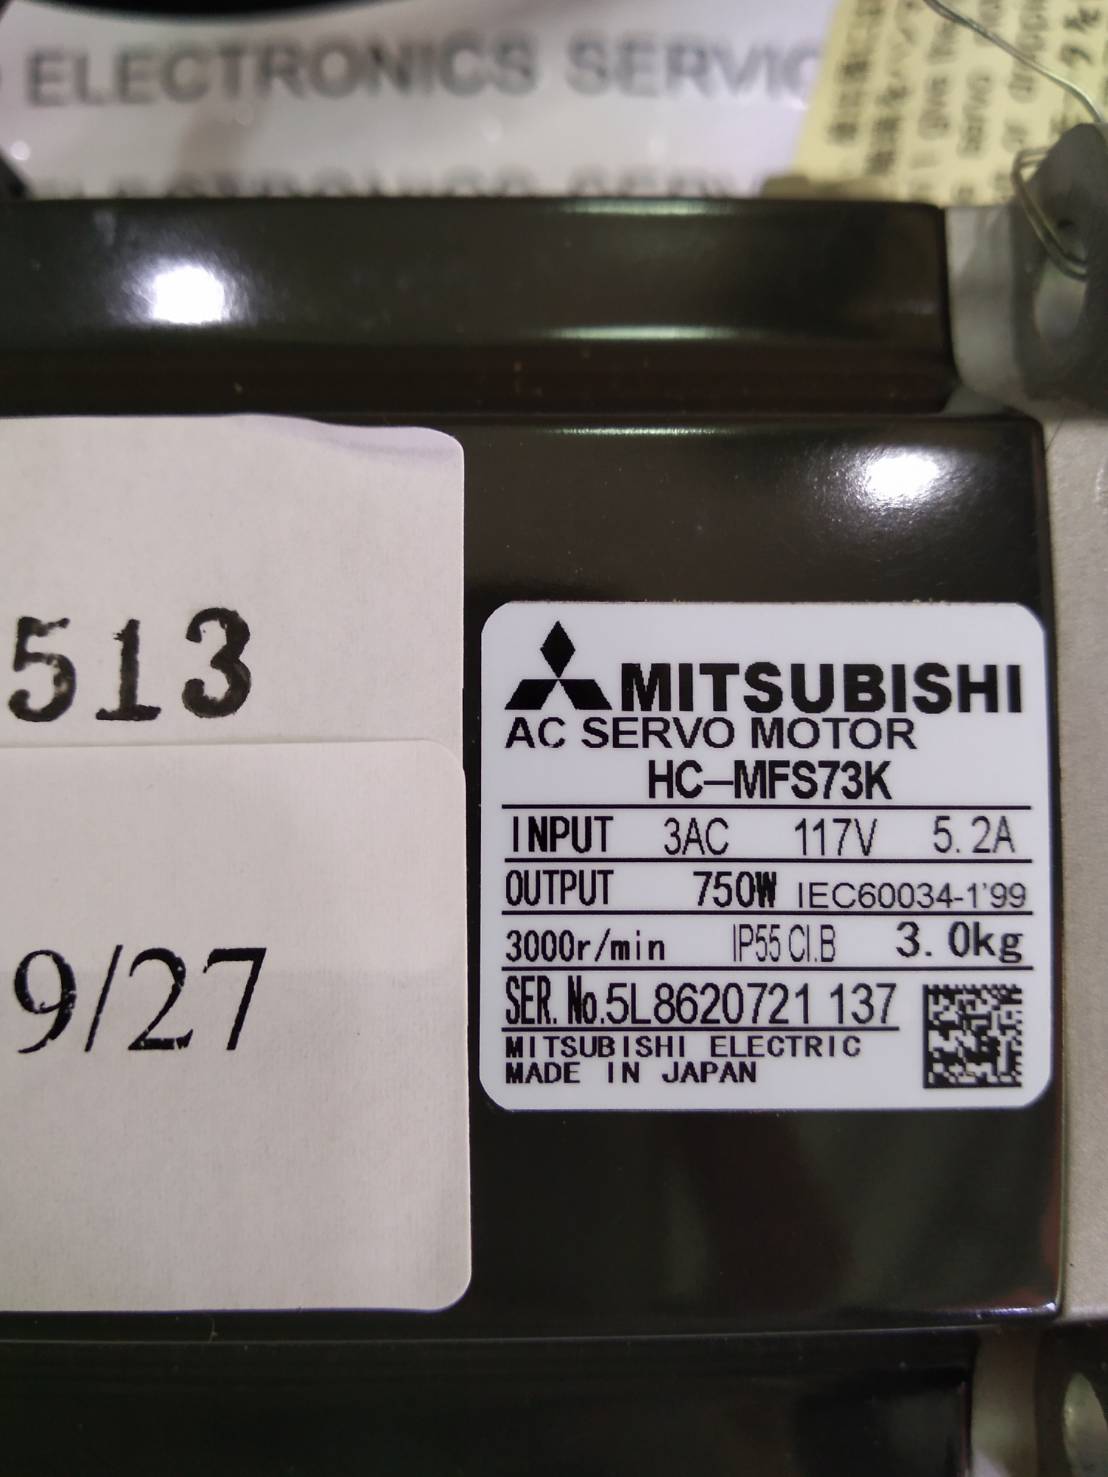 ELECTRONICS SERVIC
513
9/27
MITSUBISHI
AC SERVO MOTOR
HC-MFS73K
INPUT 3AC 117V 5.2A
OUTPUT 750W IEC60034-1'99
3000r/min IP55 CI.B 3.0kg
SER. No.5L8620721 137
MITSUBISHI ELECTRIC
MADE IN JAPAN